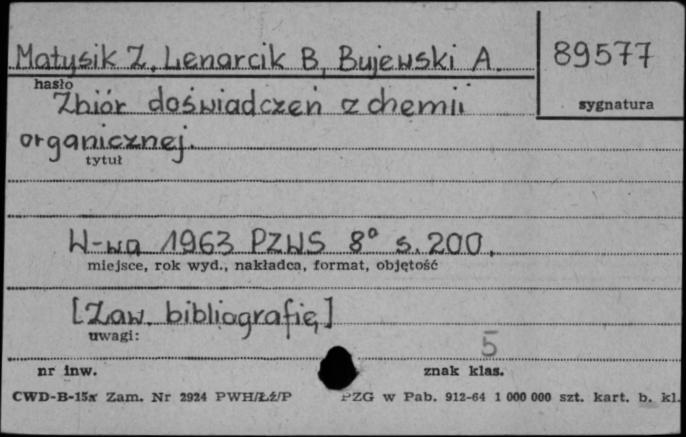 Matysik Z, Lenarcik B, Bujewski A.
89577
hasło
sygnatura
Zbiór doświadczeń z chemii
organicznej.
tytuł
W-wa 1963 PZWS 8° s. 200.
miejsce, rok wyd., nakładca, format, objętość
[Zaw. bibliografię]
uwagi:
5
nr inw.
znak klas.
CWD-B-15a Zam. Nr 2924 PWH/Łź/P PZG w Pab. 912-64 1 000 000 szt. kart. b. kl.